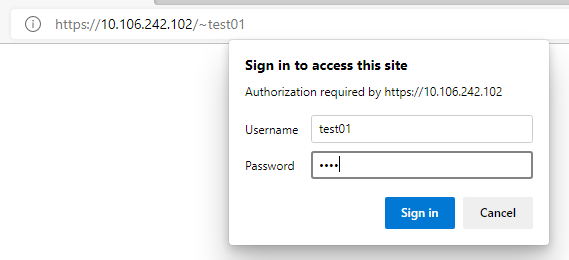 https://10.106.242.102/~test01
Sign in to access this site
Authorization required by https://10.106.242.102
Username test01
Password ••••
Sign in Cancel